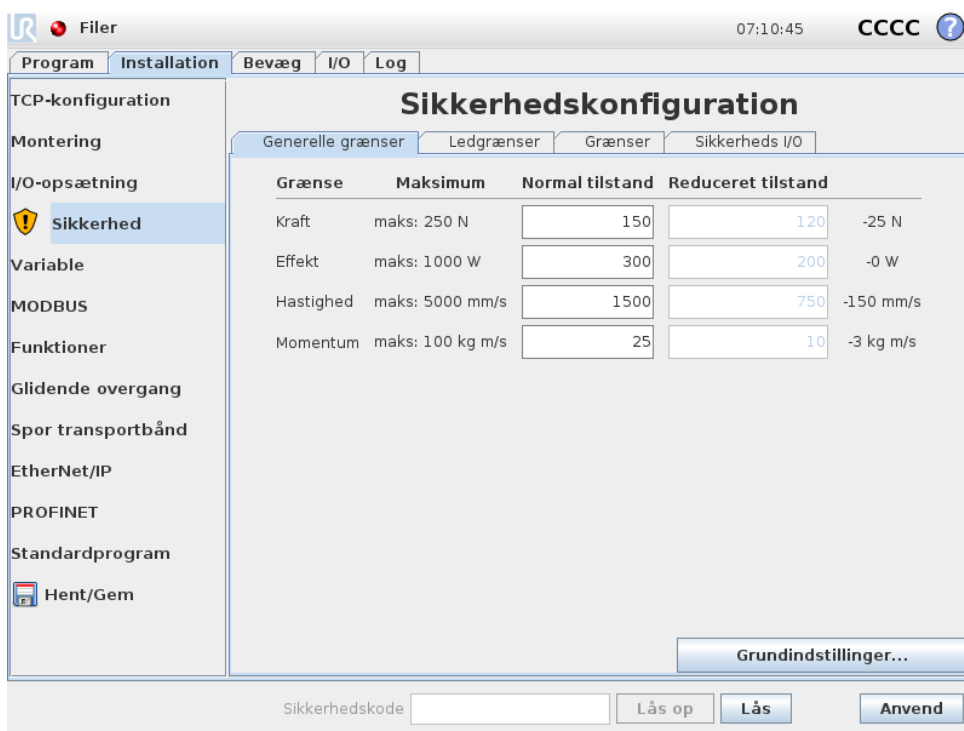 UR Filer 07:10:45 CCCC ?
Program Installation Bevæg I/O Log
TCP-konfiguration
Montering
I/O-opsætning
Sikkerhed
Variable
MODBUS
Funktioner
Glidende overgang
Spor transportbånd
EtherNet/IP
PROFINET
Standardprogram
Hent/Gem
Sikkerhedskonfiguration
Generelle grænser Ledgrænser Grænser Sikkerheds I/O
Grænse Maksimum Normal tilstand Reduceret tilstand
Kraft maks: 250 N 150 120 -25 N
Effekt maks: 1000 W 300 200 -0 W
Hastighed maks: 5000 mm/s 1500 750 -150 mm/s
Momentum maks: 100 kg m/s 25 10 -3 kg m/s
Grundindstillinger...
Sikkerhedskode Lås op Lås Anvend